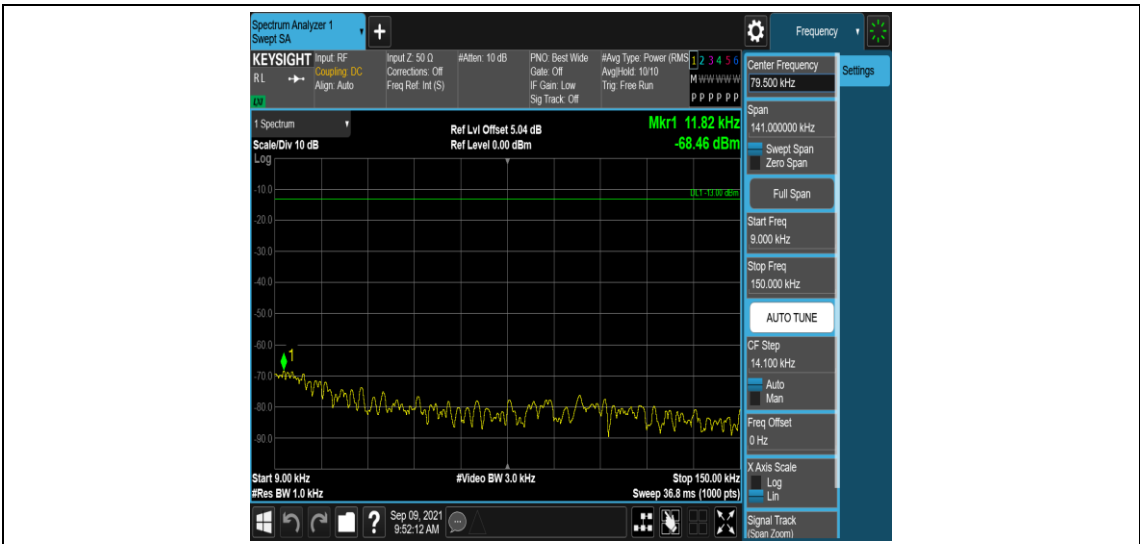 Spectrum Analyzer 1
Swept SA
+
Frequency
KEYSIGHT
RL
LXI
Input: RF
Coupling: DC
Align: Auto
Input Z: 50 Ω
Corrections: Off
Freq Ref: Int (S)
#Atten: 10 dB
PNO: Best Wide
Gate: Off
IF Gain: Low
Sig Track: Off
#Avg Type: Power (RMS
Avg|Hold: 10/10
Trig: Free Run
1 2 3 4 5 6
M W W W W W
P P P P P P
Center Frequency
79.500 kHz
Settings
Span
141.000000 kHz
Swept Span
Zero Span
Full Span
Start Freq
9.000 kHz
Stop Freq
150.000 kHz
AUTO TUNE
CF Step
14.100 kHz
Auto
Man
Freq Offset
0 Hz
X Axis Scale
Log
Lin
Signal Track
(Span Zoom)
1 Spectrum
Scale/Div 10 dB
Log
Ref Lvl Offset 5.04 dB
Ref Level 0.00 dBm
Mkr1 11.82 kHz
-68.46 dBm
DL1 -13.00 dBm
-10.0
-20.0
-30.0
-40.0
-50.0
-60.0
1
-70.0
-80.0
-90.0
Start 9.00 kHz
#Video BW 3.0 kHz
Stop 150.00 kHz
#Res BW 1.0 kHz
Sweep 36.8 ms (1000 pts)
?
Sep 09, 2021
9:52:12 AM